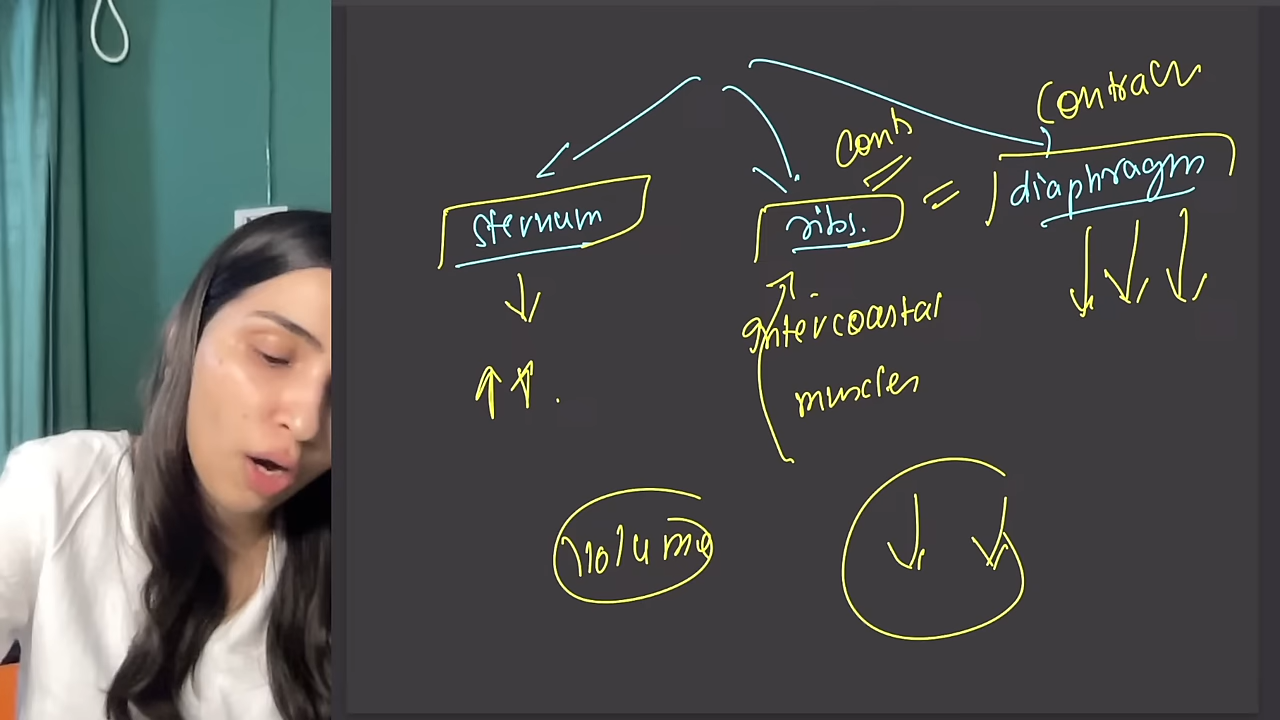 Contract
Cont
sternum
ribs.
=
diaphragm
Intercoastal
muscles
volume